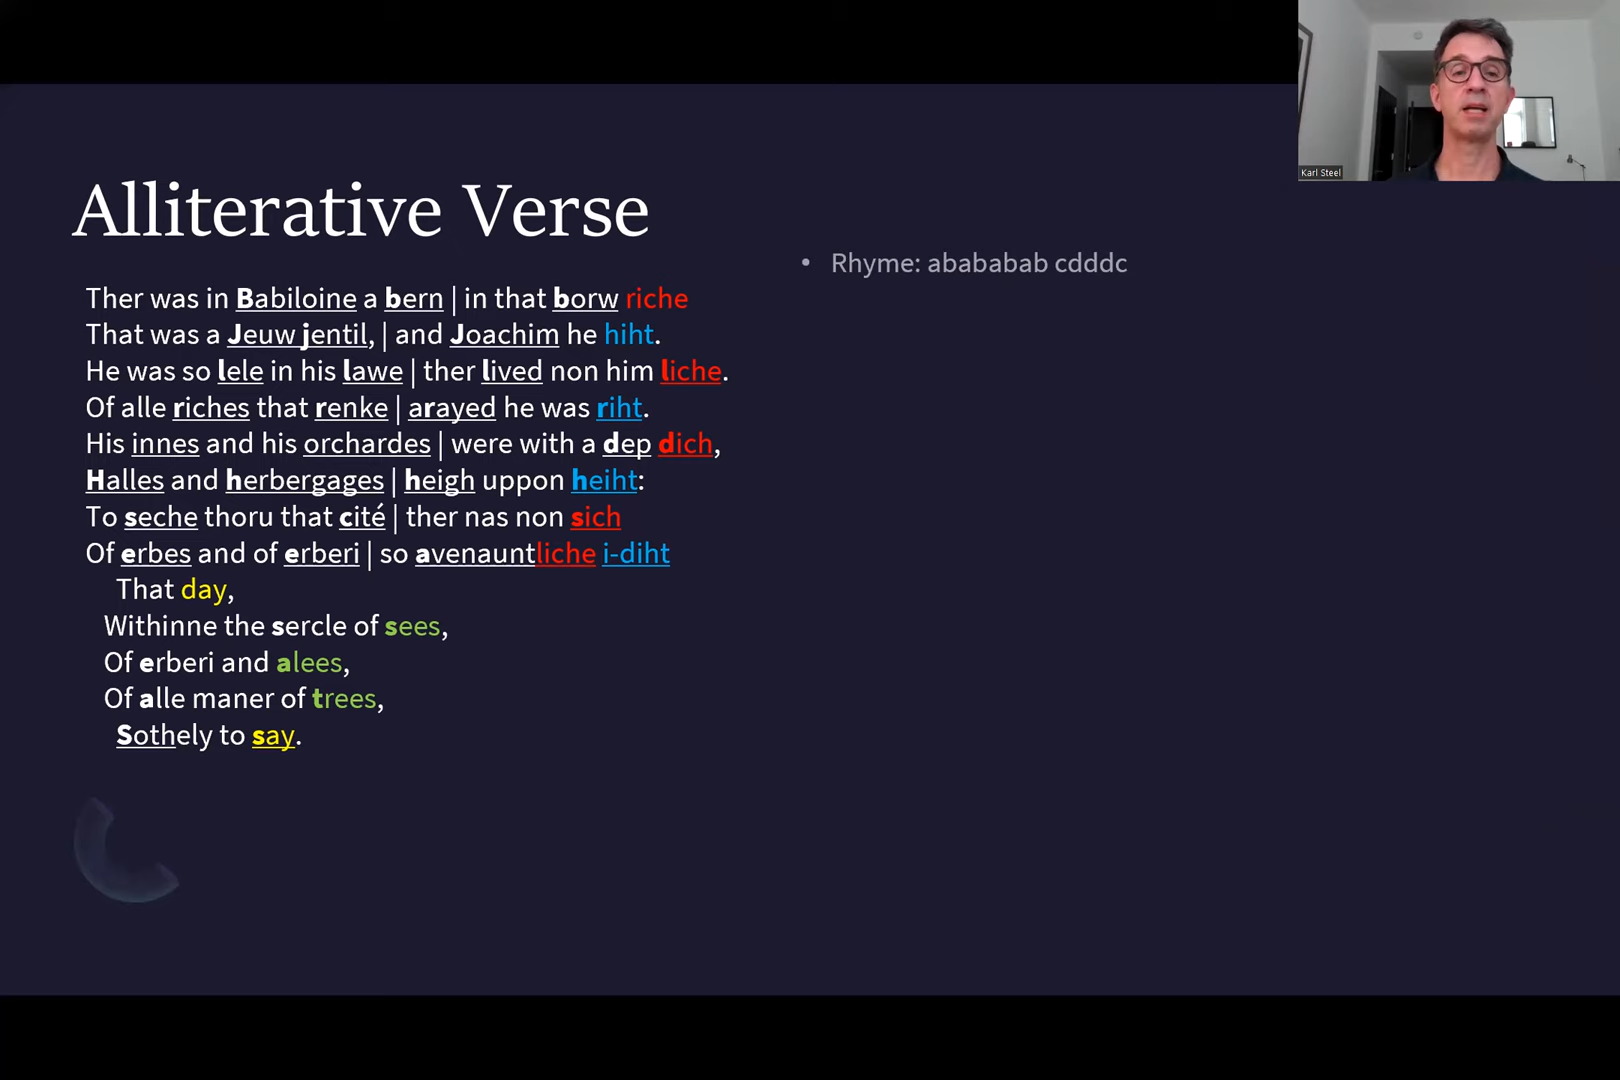 Karl Steel
Alliterative Verse
Ther was in Babiloine a bern | in that borw riche
That was a Jeuw jentil, | and Joachim he hiht.
He was so lele in his lawe | ther lived non him liche.
Of alle riches that renke | arayed he was riht.
His innes and his orchardes | were with a dep dich,
Halles and herbergages | heigh uppon heiht:
To seche thoru that cité | ther nas non sich
Of erbes and of erberi | so avenauntliche i-diht
That day,
Withinne the sercle of sees,
Of erberi and alees,
Of alle maner of trees,
Sothely to say.
• Rhyme: abababab cdddc